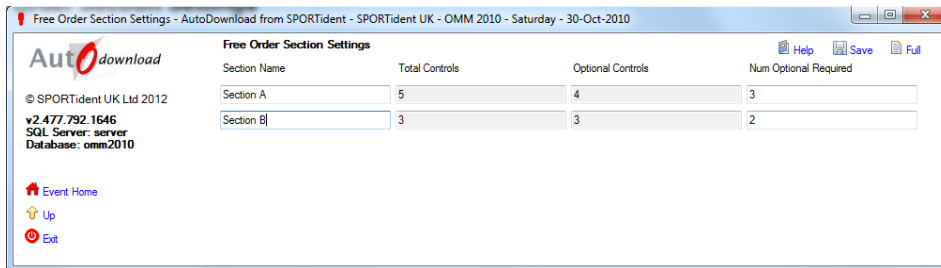 Free Order Section Settings - AutoDownload from SPORTident - SPORTident UK - OMM 2010 - Saturday - 30-Oct-2010
Auto download
Free Order Section Settings
Help Save Full
Section Name Total Controls Optional Controls Num Optional Required
Section A 5 4 3
Section B 3 3 2
© SPORTident UK Ltd 2012
v2.477.792.1646
SQL Server: server
Database: omm2010
Event Home
Up
Exit